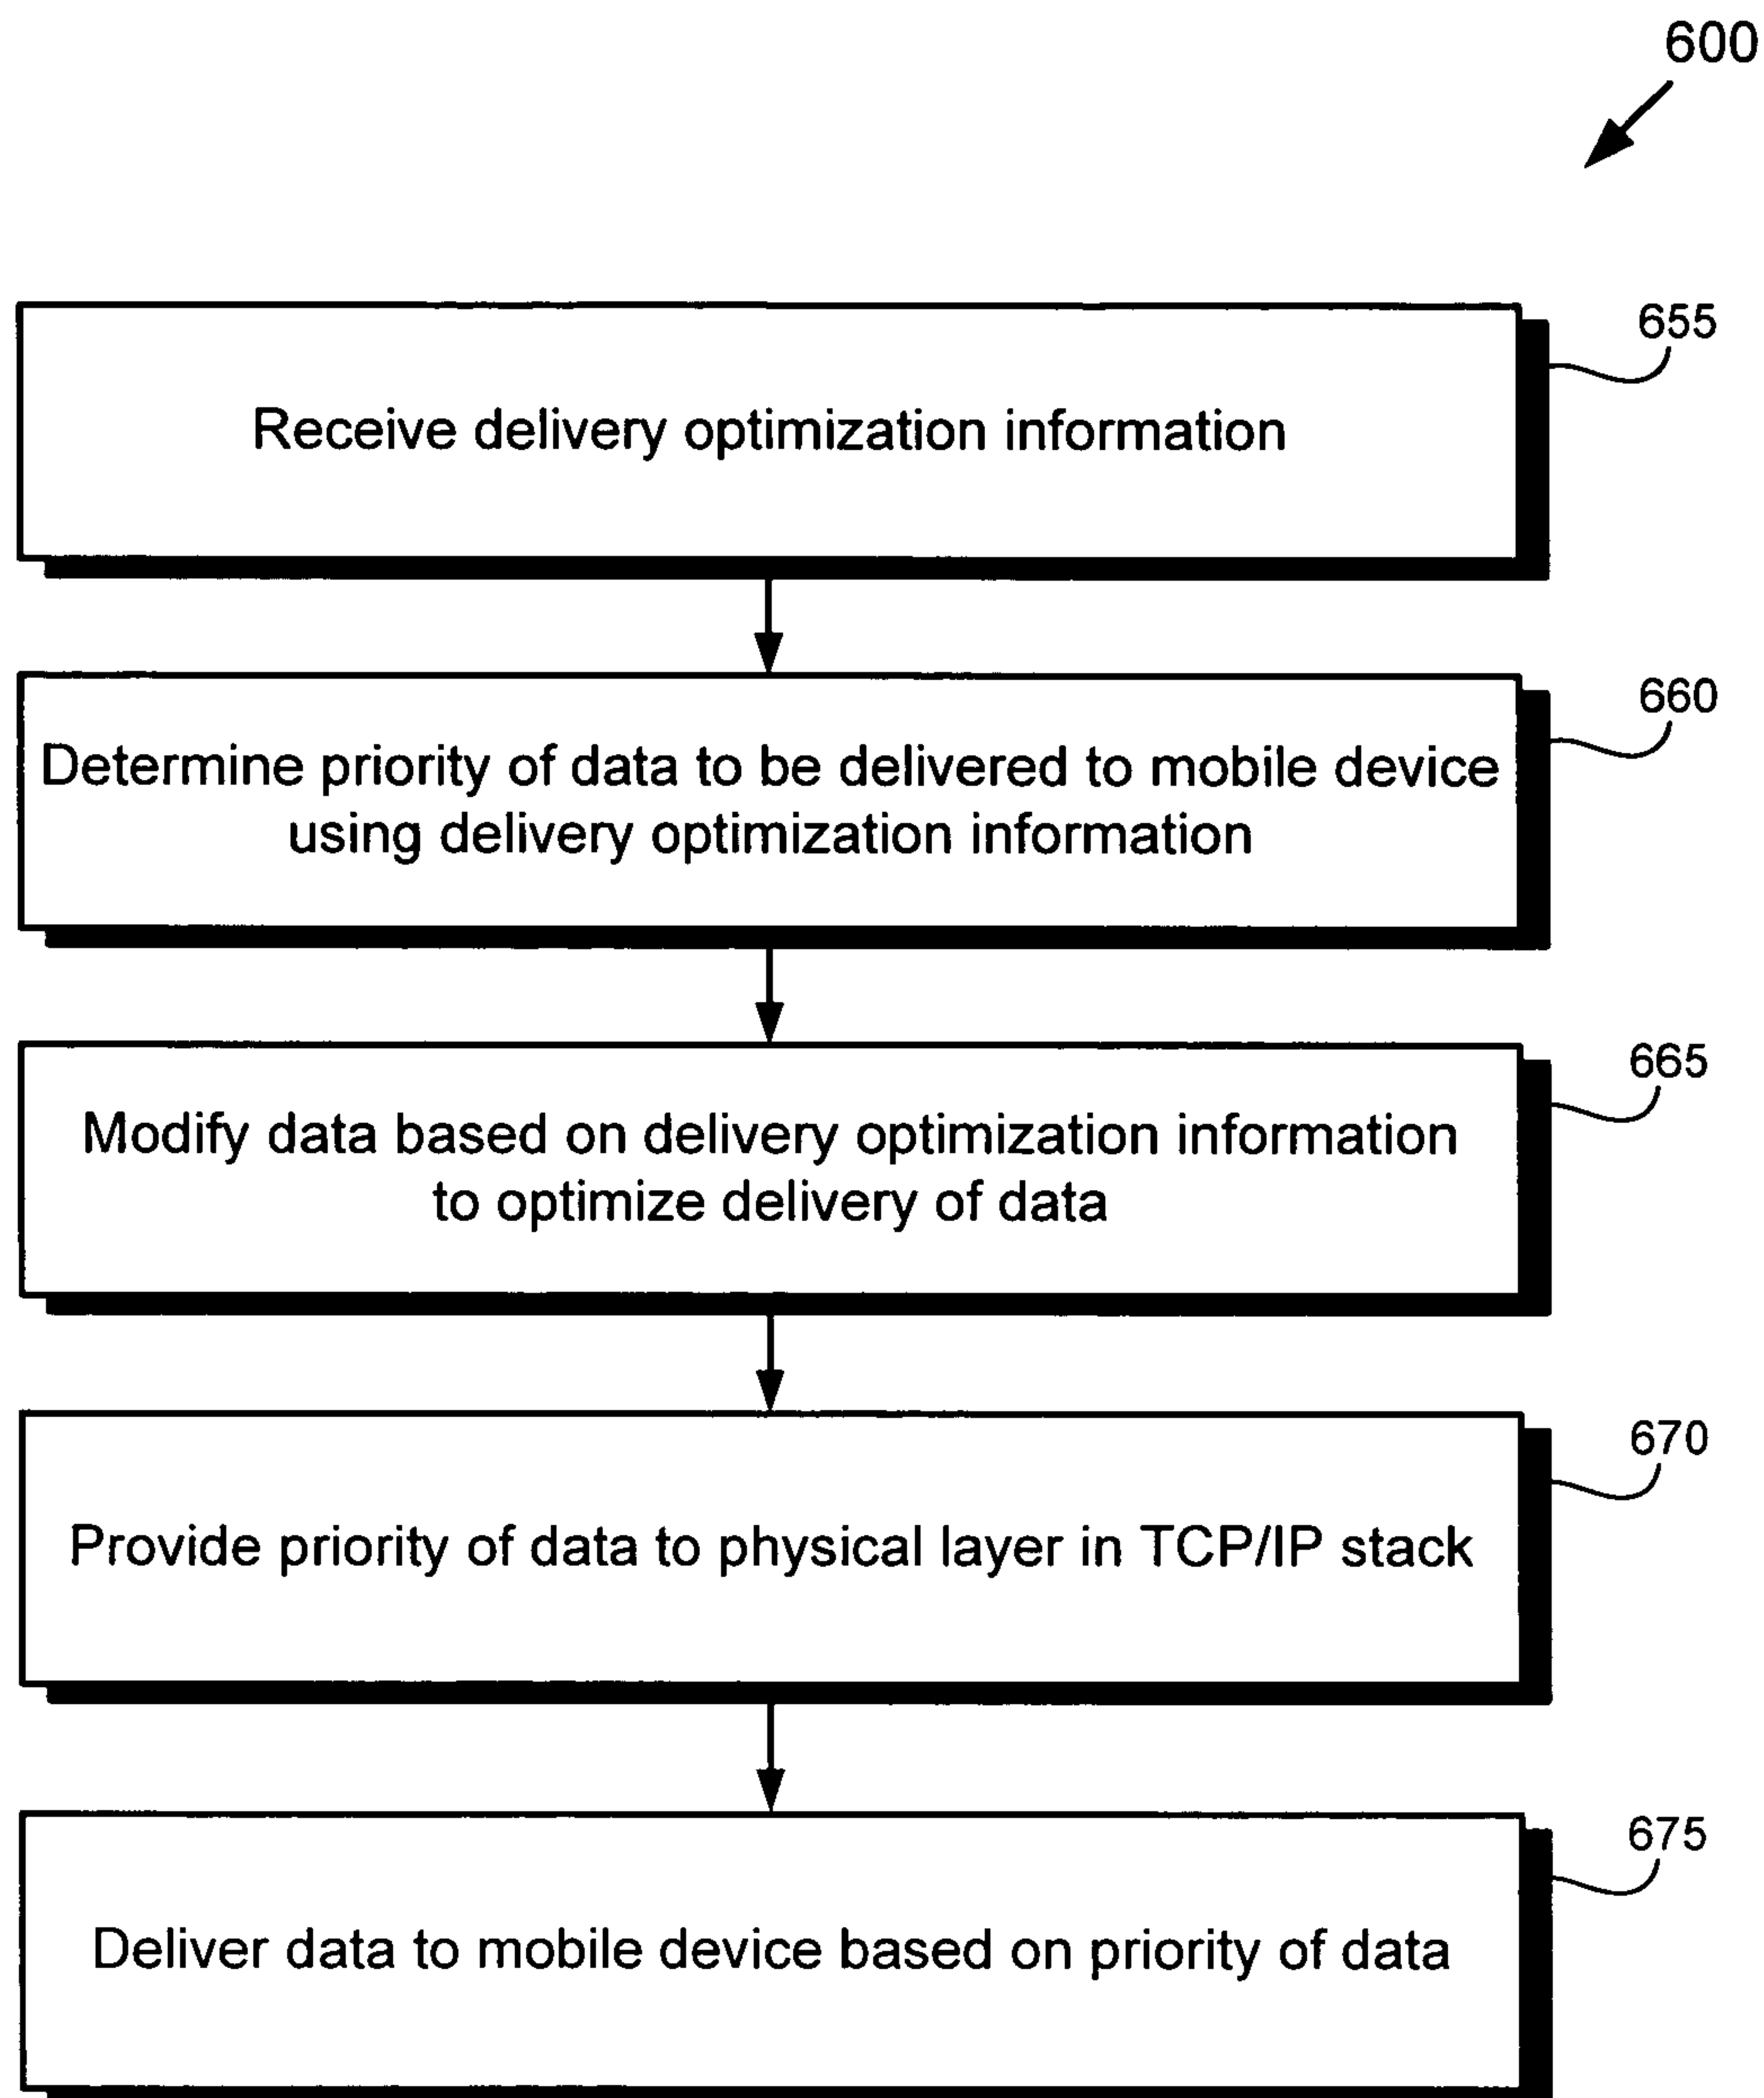 600
655
Receive delivery optimization information
660
Determine priority of data to be delivered to mobile device
using delivery optimization information
665
Modify data based on delivery optimization information
to optimize delivery of data
670
Provide priority of data to physical layer in TCP/IP stack
675
Deliver data to mobile device based on priority of data